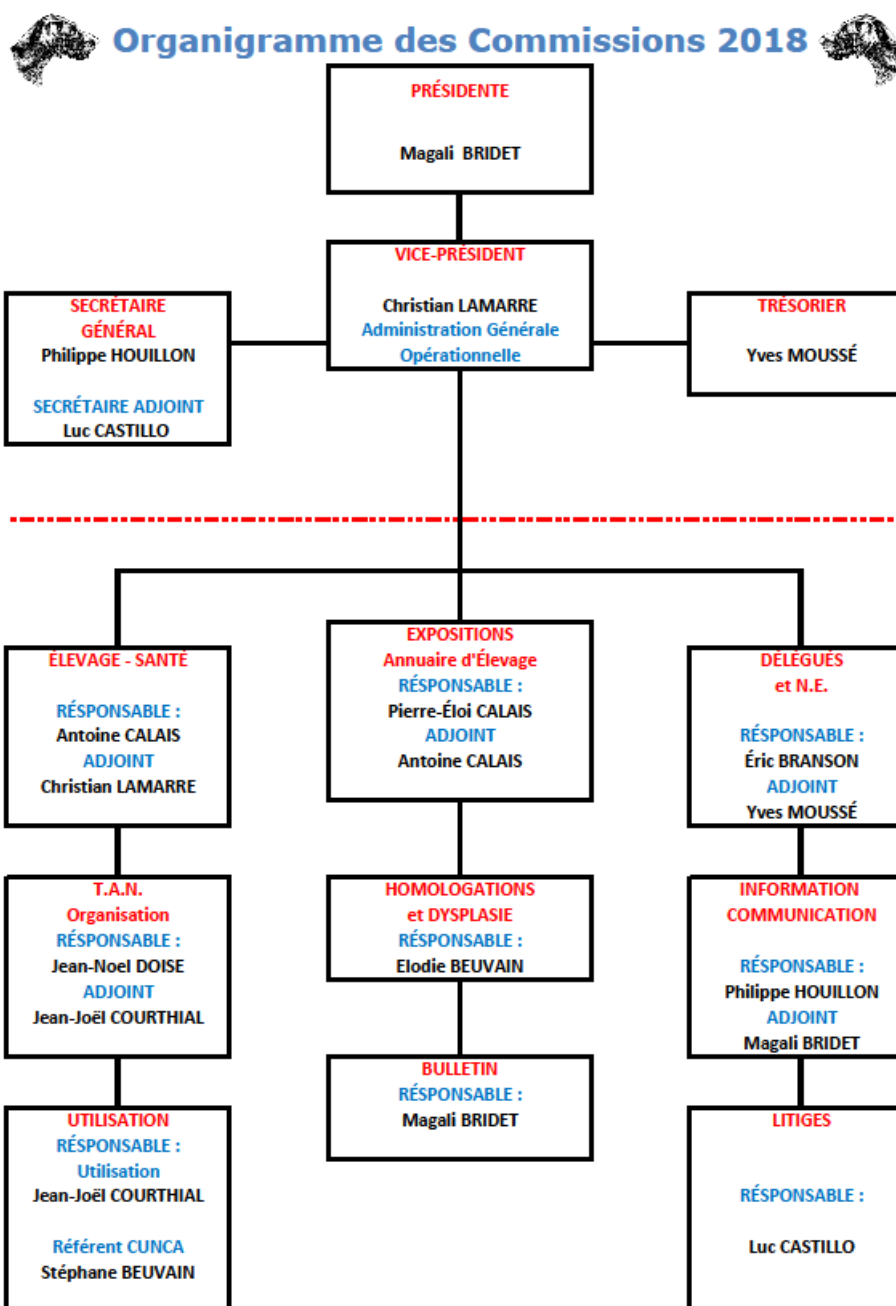 Organigramme des Commissions 2018
PRÉSIDENTE
Magali BRIDET
VICE-PRÉSIDENT
Christian LAMARRE
Administration Générale
Opérationnelle
SECRÉTAIRE
GÉNÉRAL
Philippe HOUILLON
SECRÉTAIRE ADJOINT
Luc CASTILLO
TRÉSORIER
Yves MOUSSÉ
ÉLEVAGE - SANTÉ
RÉSPONSABLE :
Antoine CALAIS
ADJOINT
Christian LAMARRE
EXPOSITIONS
Annuaire d'Élevage
RÉSPONSABLE :
Pierre-Éloi CALAIS
ADJOINT
Antoine CALAIS
DÉLÉGUÉS
et N.E.
RÉSPONSABLE :
Éric BRANSON
ADJOINT
Yves MOUSSÉ
T.A.N.
Organisation
RÉSPONSABLE :
Jean-Noel DOISE
ADJOINT
Jean-Joël COURTHIAL
HOMOLOGATIONS
et DYSPLASIE
RÉSPONSABLE :
Elodie BEUVAIN
INFORMATION
COMMUNICATION
RÉSPONSABLE :
Philippe HOUILLON
ADJOINT
Magali BRIDET
UTILISATION
RÉSPONSABLE :
Utilisation
Jean-Joël COURTHIAL
Référent CUNCA
Stéphane BEUVAIN
BULLETIN
RÉSPONSABLE :
Magali BRIDET
LITIGES
RÉSPONSABLE :
Luc CASTILLO